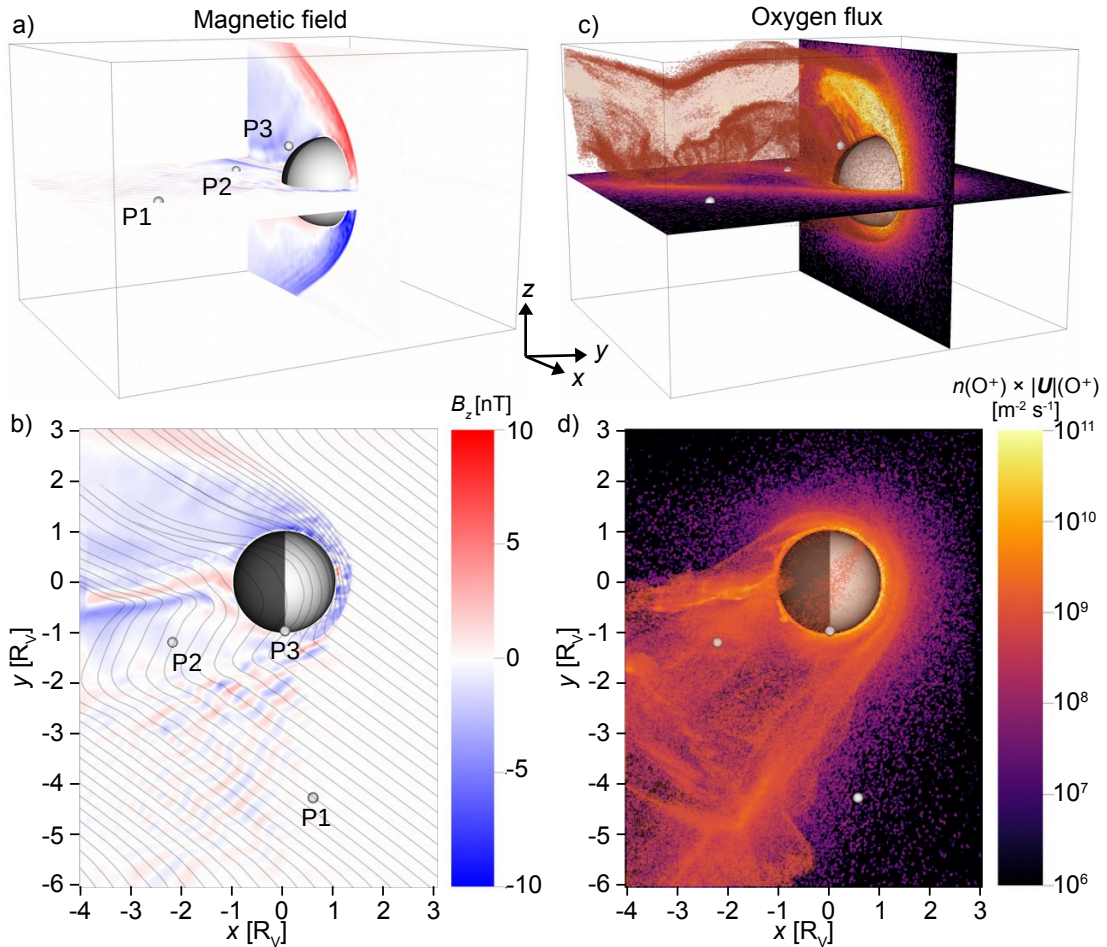 a)
Magnetic field
P3
P2
P1
c)
Oxygen flux
z
y
x
b)
B_z [nT]
10
5
0
-5
-10
3
2
1
0
-1
-2
-3
-4
-5
-6
y [R_V]
P2
P3
P1
-4 -3 -2 -1 0 1 2 3
x [R_V]
d)
n(O⁺) × |U|(O⁺)
[m⁻² s⁻¹]
10¹¹
10¹⁰
10⁹
10⁸
10⁷
10⁶
3
2
1
0
-1
-2
-3
-4
-5
-6
y [R_V]
-4 -3 -2 -1 0 1 2 3
x [R_V]